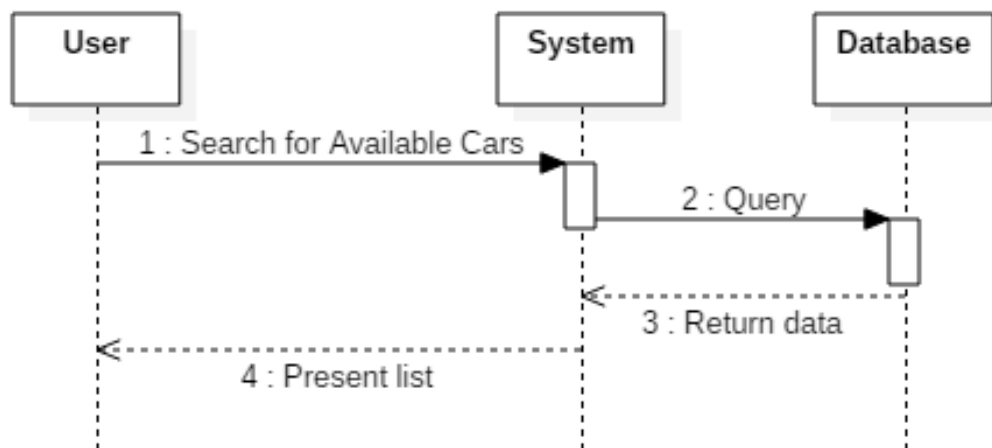 User
System
Database
1 : Search for Available Cars
2 : Query
3 : Return data
4 : Present list